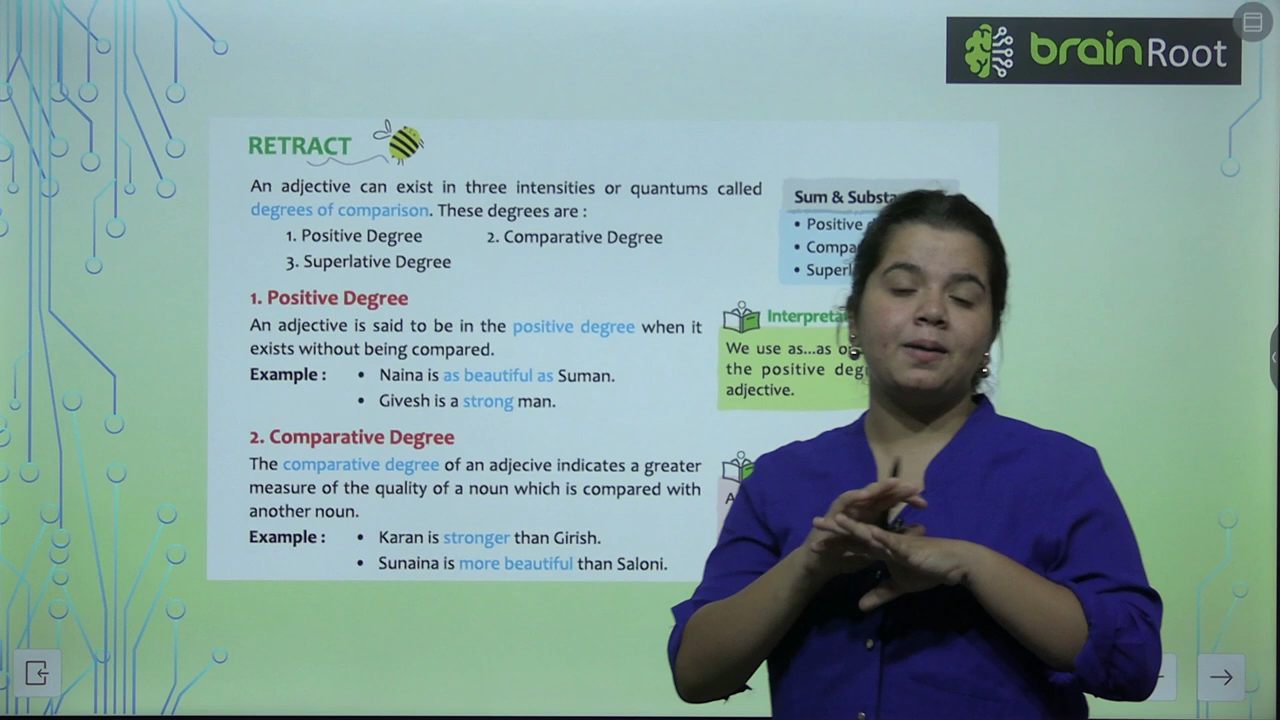 brainRoot
RETRACT
An adjective can exist in three intensities or quantums called
degrees of comparison. These degrees are :
1. Positive Degree 2. Comparative Degree
3. Superlative Degree
Sum &
• Positive
•
•
1. Positive Degree
An adjective is said to be in the positive degree when it
exists without being compared.
Example : • Naina is as beautiful as Suman.
• Givesh is a strong man.
We use as...as
the positive
adjective.
2. Comparative Degree
The comparative degree of an adjecive indicates a greater
measure of the quality of a noun which is compared with
another noun.
Example : • Karan is stronger than Girish.
• Sunaina is more beautiful than Saloni.